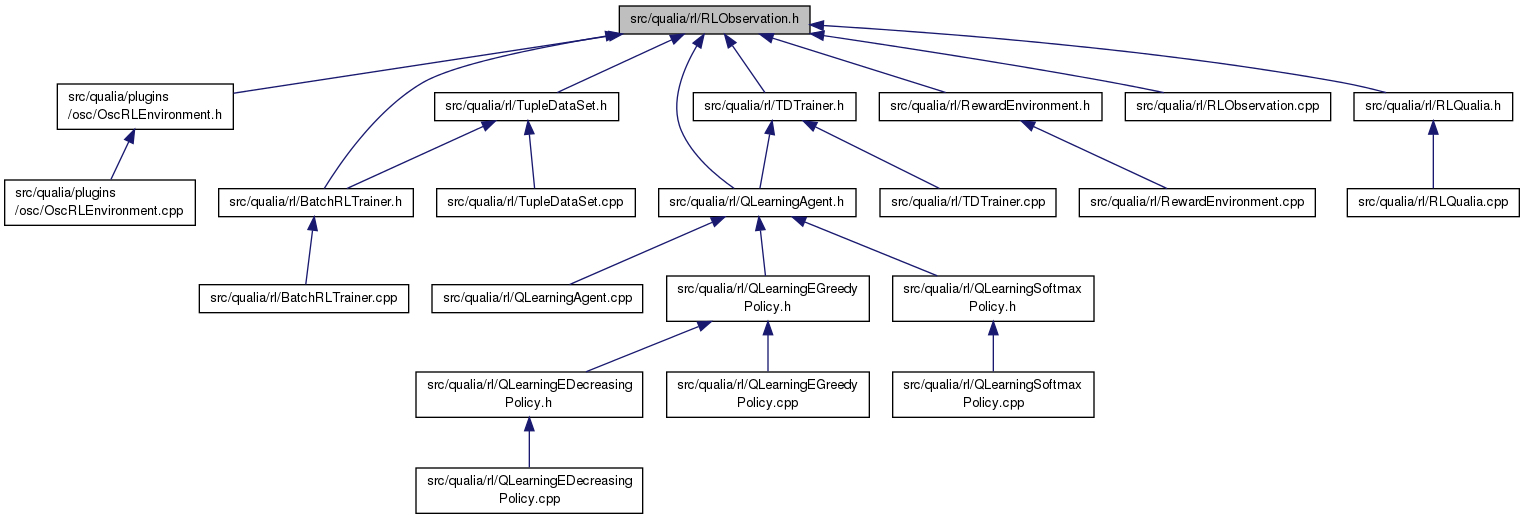 src/qualia/rl/RLObservation.h
src/qualia/plugins
/osc/OscRLEnvironment.h
src/qualia/rl/TupleDataSet.h
src/qualia/rl/TDTrainer.h
src/qualia/rl/RewardEnvironment.h
src/qualia/rl/RLObservation.cpp
src/qualia/rl/RLQualia.h
src/qualia/plugins
/osc/OscRLEnvironment.cpp
src/qualia/rl/BatchRLTrainer.h
src/qualia/rl/TupleDataSet.cpp
src/qualia/rl/QLearningAgent.h
src/qualia/rl/TDTrainer.cpp
src/qualia/rl/RewardEnvironment.cpp
src/qualia/rl/RLQualia.cpp
src/qualia/rl/BatchRLTrainer.cpp
src/qualia/rl/QLearningAgent.cpp
src/qualia/rl/QLearningEGreedy
Policy.h
src/qualia/rl/QLearningSoftmax
Policy.h
src/qualia/rl/QLearningEDecreasing
Policy.h
src/qualia/rl/QLearningEGreedy
Policy.cpp
src/qualia/rl/QLearningSoftmax
Policy.cpp
src/qualia/rl/QLearningEDecreasing
Policy.cpp